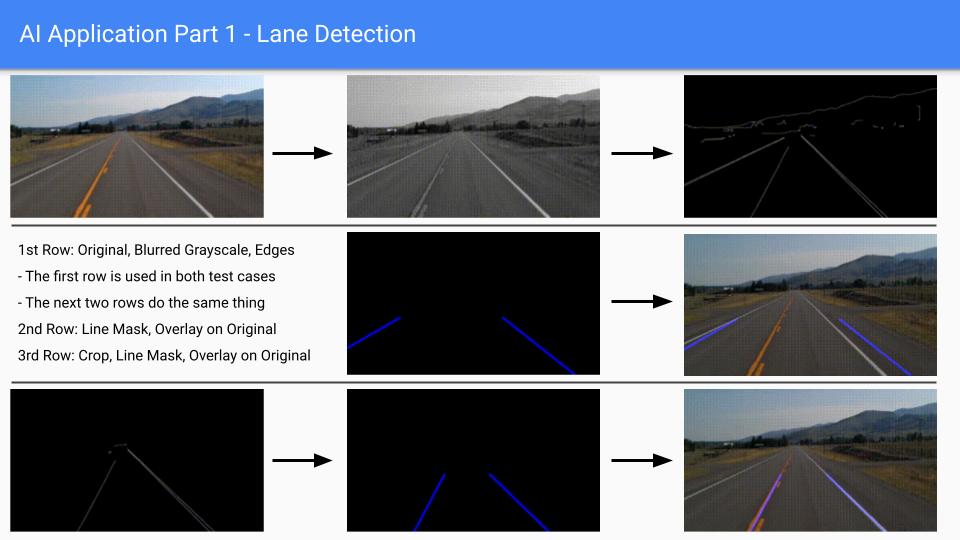 AI Application Part 1 - Lane Detection
1st Row: Original, Blurred Grayscale, Edges
- The first row is used in both test cases
- The next two rows do the same thing
2nd Row: Line Mask, Overlay on Original
3rd Row: Crop, Line Mask, Overlay on Original